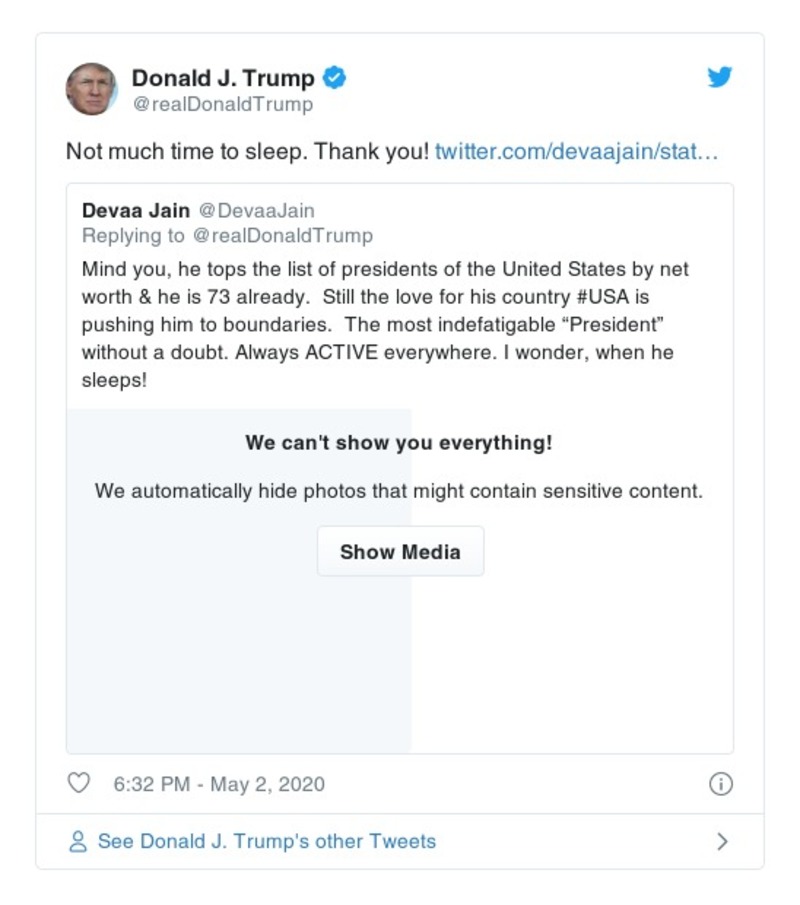 Donald J. Trump
@realDonaldTrump
Not much time to sleep. Thank you! twitter.com/devaajain/stat…
Devaa Jain @DevaaJain
Replying to @realDonaldTrump
Mind you, he tops the list of presidents of the United States by net
worth & he is 73 already.  Still the love for his country #USA is
pushing him to boundaries.  The most indefatigable “President”
without a doubt. Always ACTIVE everywhere. I wonder, when he
sleeps!
We can't show you everything!
We automatically hide photos that might contain sensitive content.
Show Media
6:32 PM - May 2, 2020
See Donald J. Trump's other Tweets